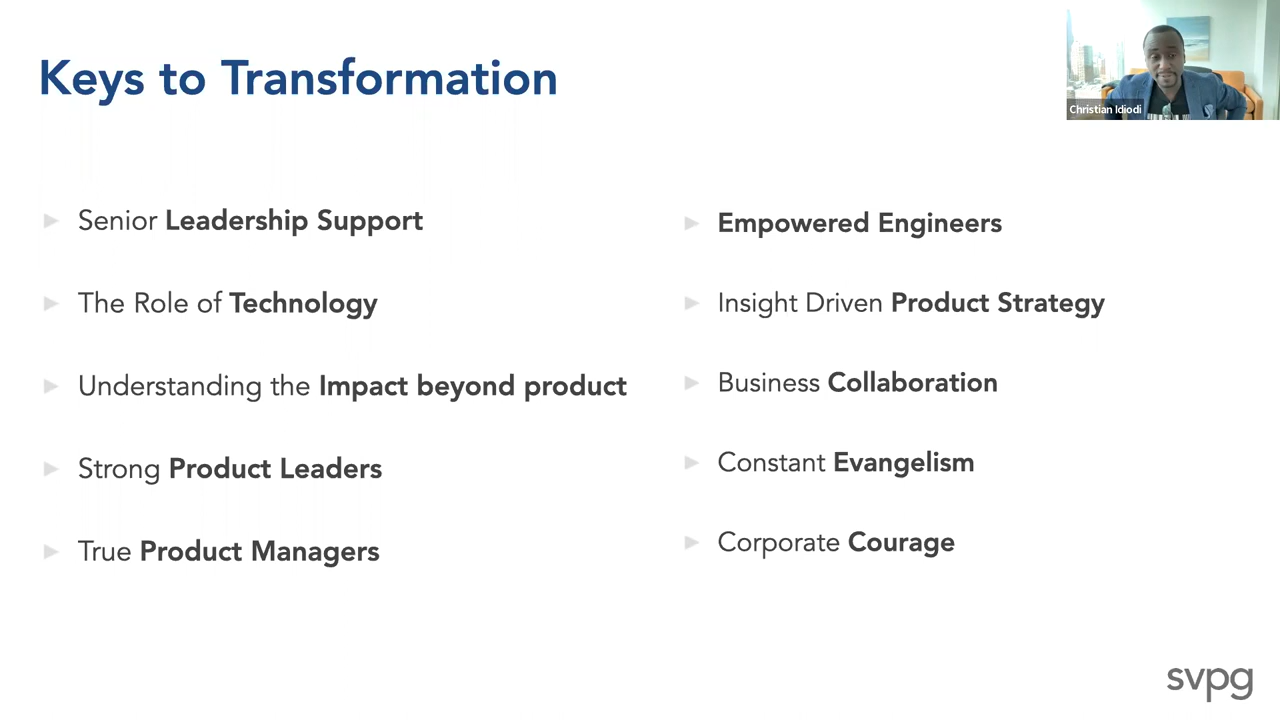 Keys to Transformation
Christian Idiodi
Senior Leadership Support
The Role of Technology
Understanding the Impact beyond product
Strong Product Leaders
True Product Managers
Empowered Engineers
Insight Driven Product Strategy
Business Collaboration
Constant Evangelism
Corporate Courage
svpg